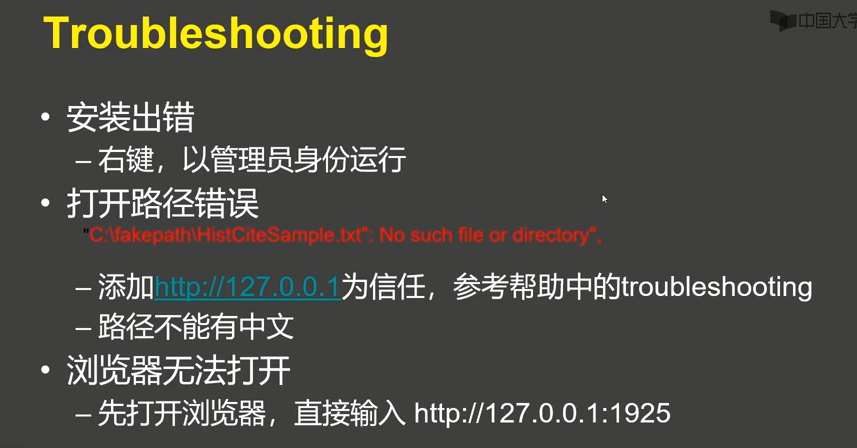 Troubleshooting
中国大学
• 安装出错
– 右键，以管理员身份运行
• 打开路径错误
"C:\fakepath\HistCiteSample.txt": No such file or directory",
– 添加http://127.0.0.1为信任，参考帮助中的troubleshooting
– 路径不能有中文
• 浏览器无法打开
– 先打开浏览器，直接输入 http://127.0.0.1:1925